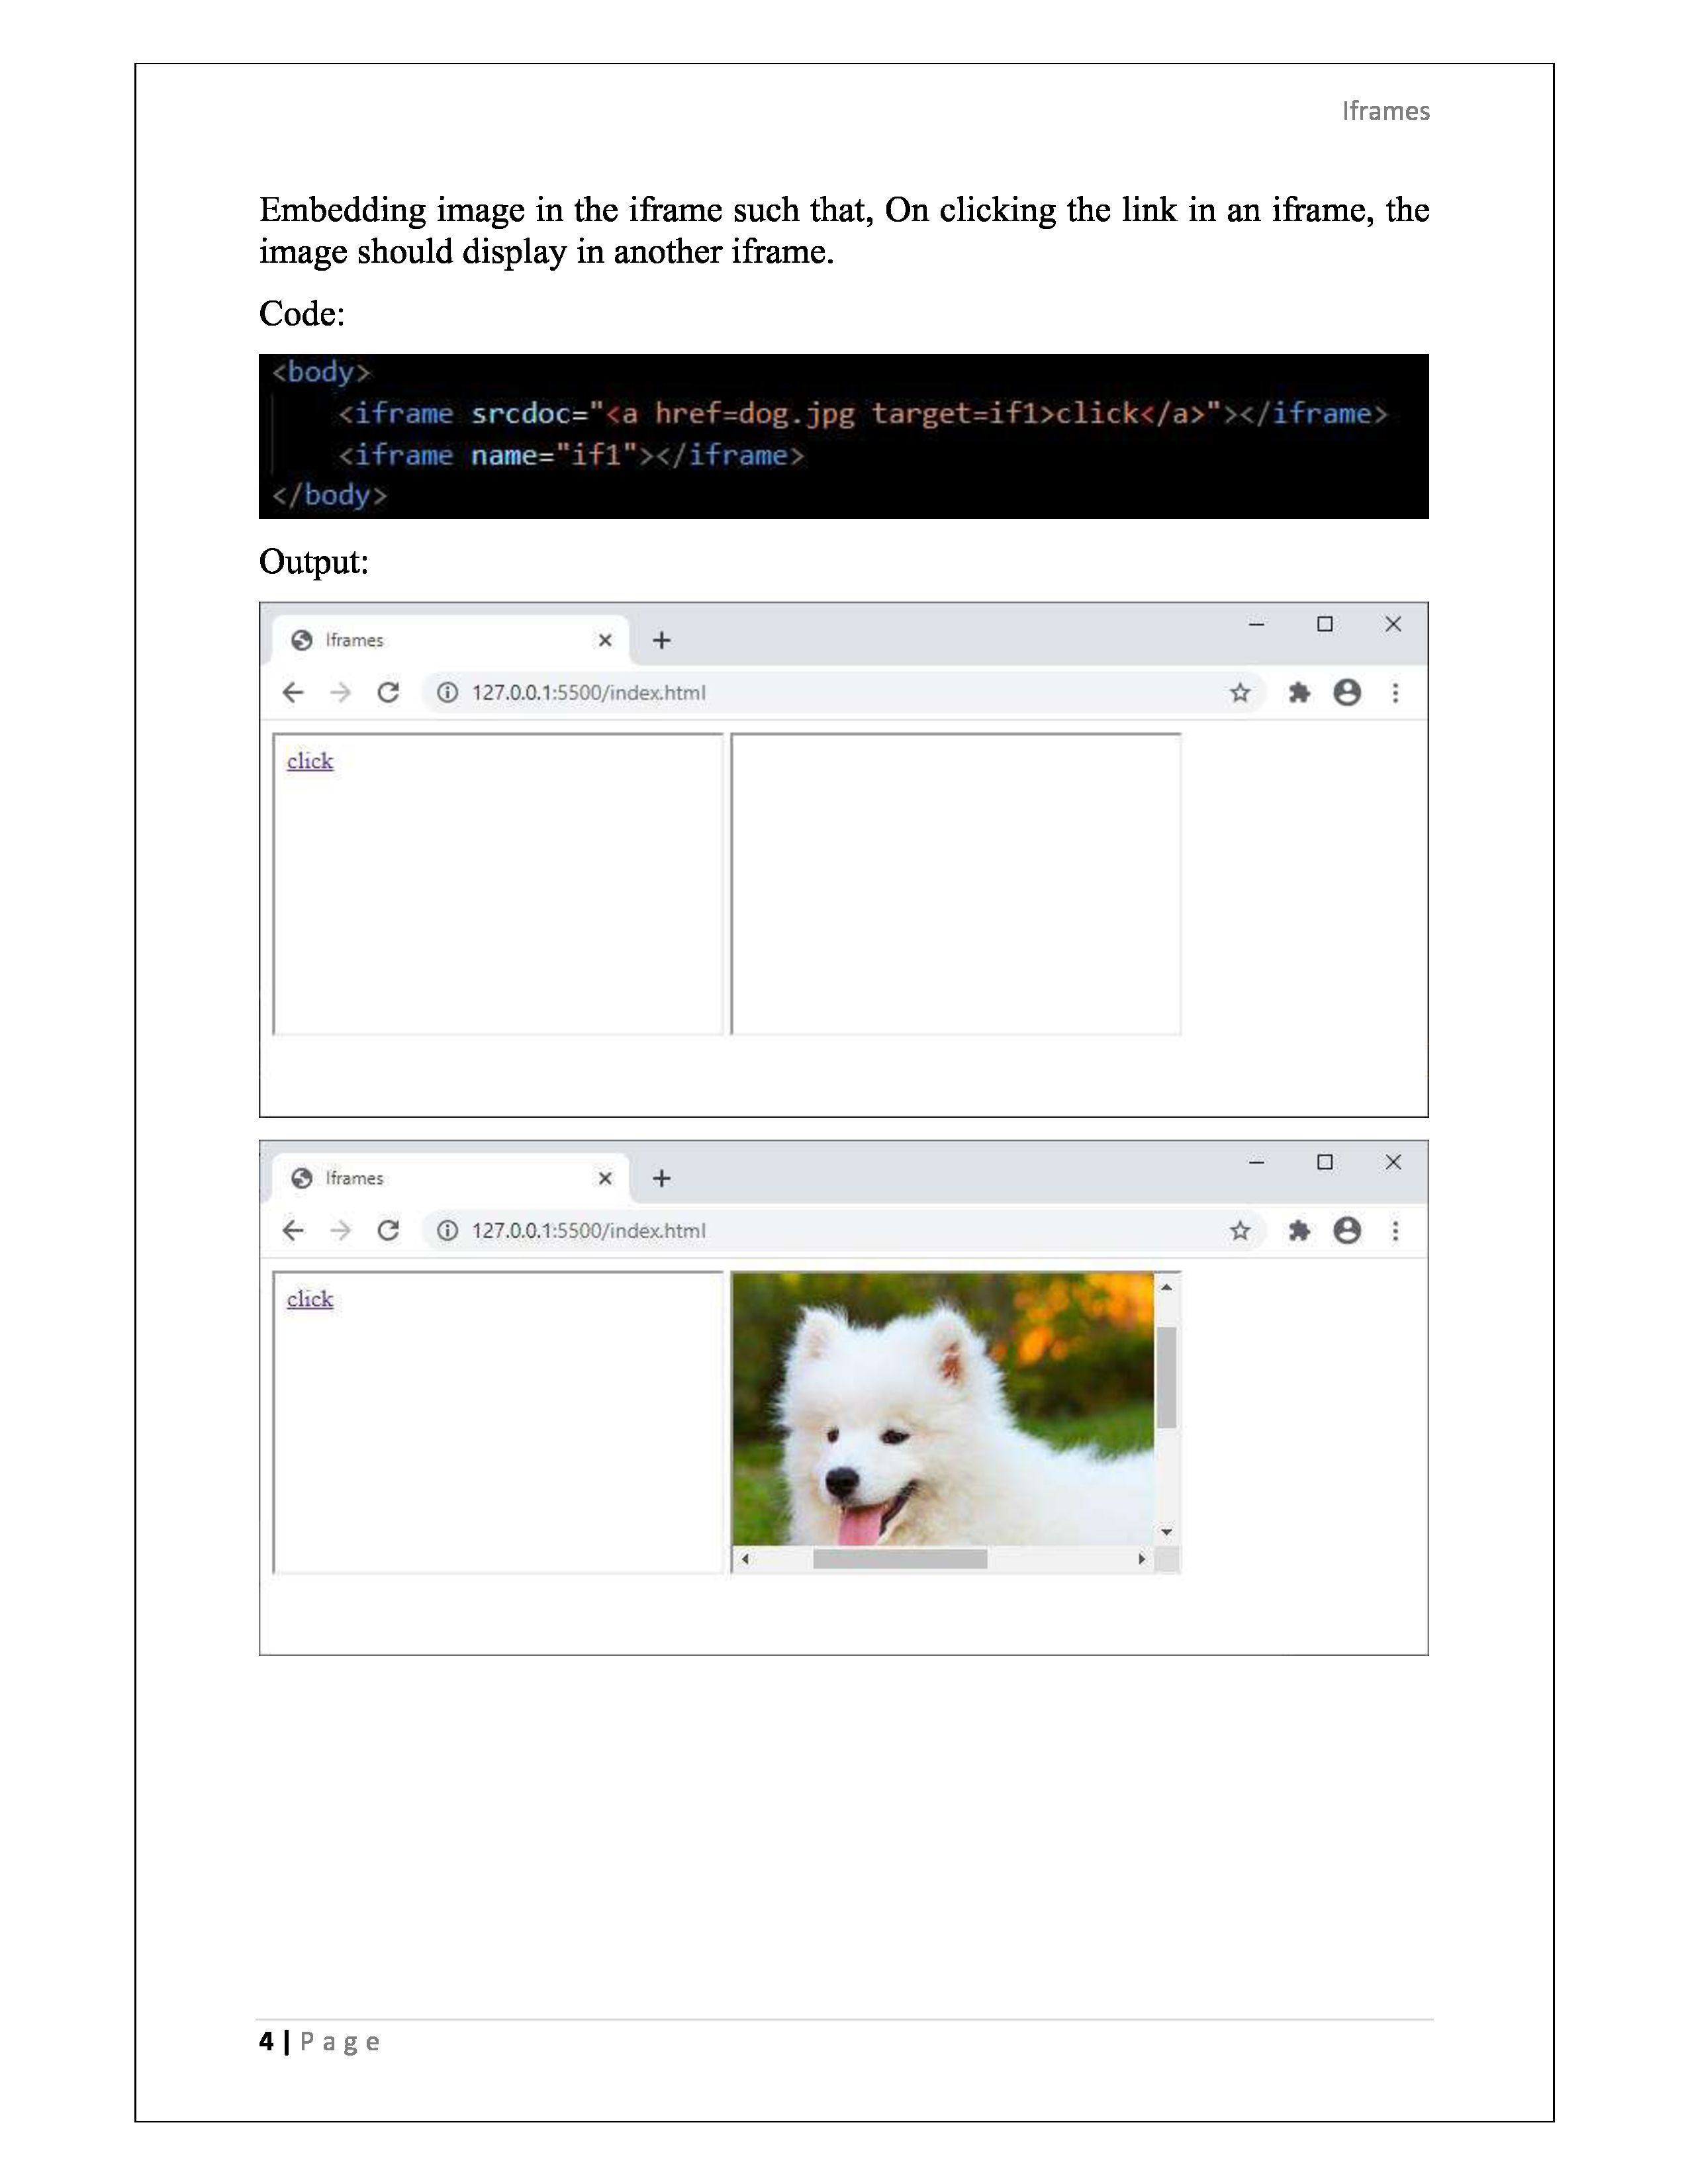 Iframes
Embedding image in the iframe such that, On clicking the link in an iframe, the
image should display in another iframe.
Code:
<body>
<iframe srcdoc="<a href=dog.jpg target=if1>click</a>"></iframe>
<iframe name="if1"></iframe>
</body>
Output:
Iframes
127.0.0.1:5500/index.html
click
Iframes
127.0.0.1:5500/index.html
click
4 | Page